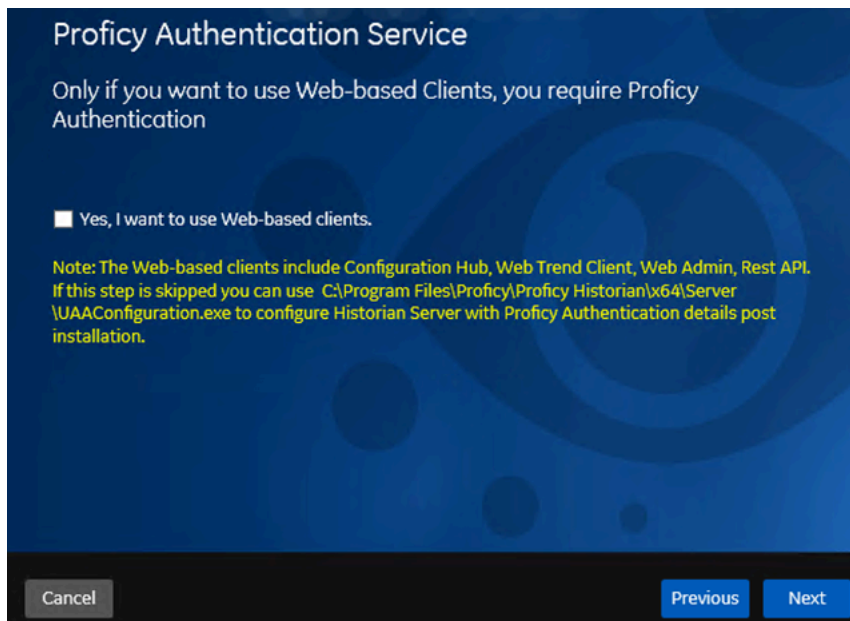 Proficy Authentication Service
Only if you want to use Web-based Clients, you require Proficy
Authentication
Yes, I want to use Web-based clients.
Note: The Web-based clients include Configuration Hub, Web Trend Client, Web Admin, Rest API.
If this step is skipped you can use C:\Program Files\Proficy\Proficy Historian\x64\Server
\UAAConfiguration.exe to configure Historian Server with Proficy Authentication details post
installation.
Cancel
Previous
Next